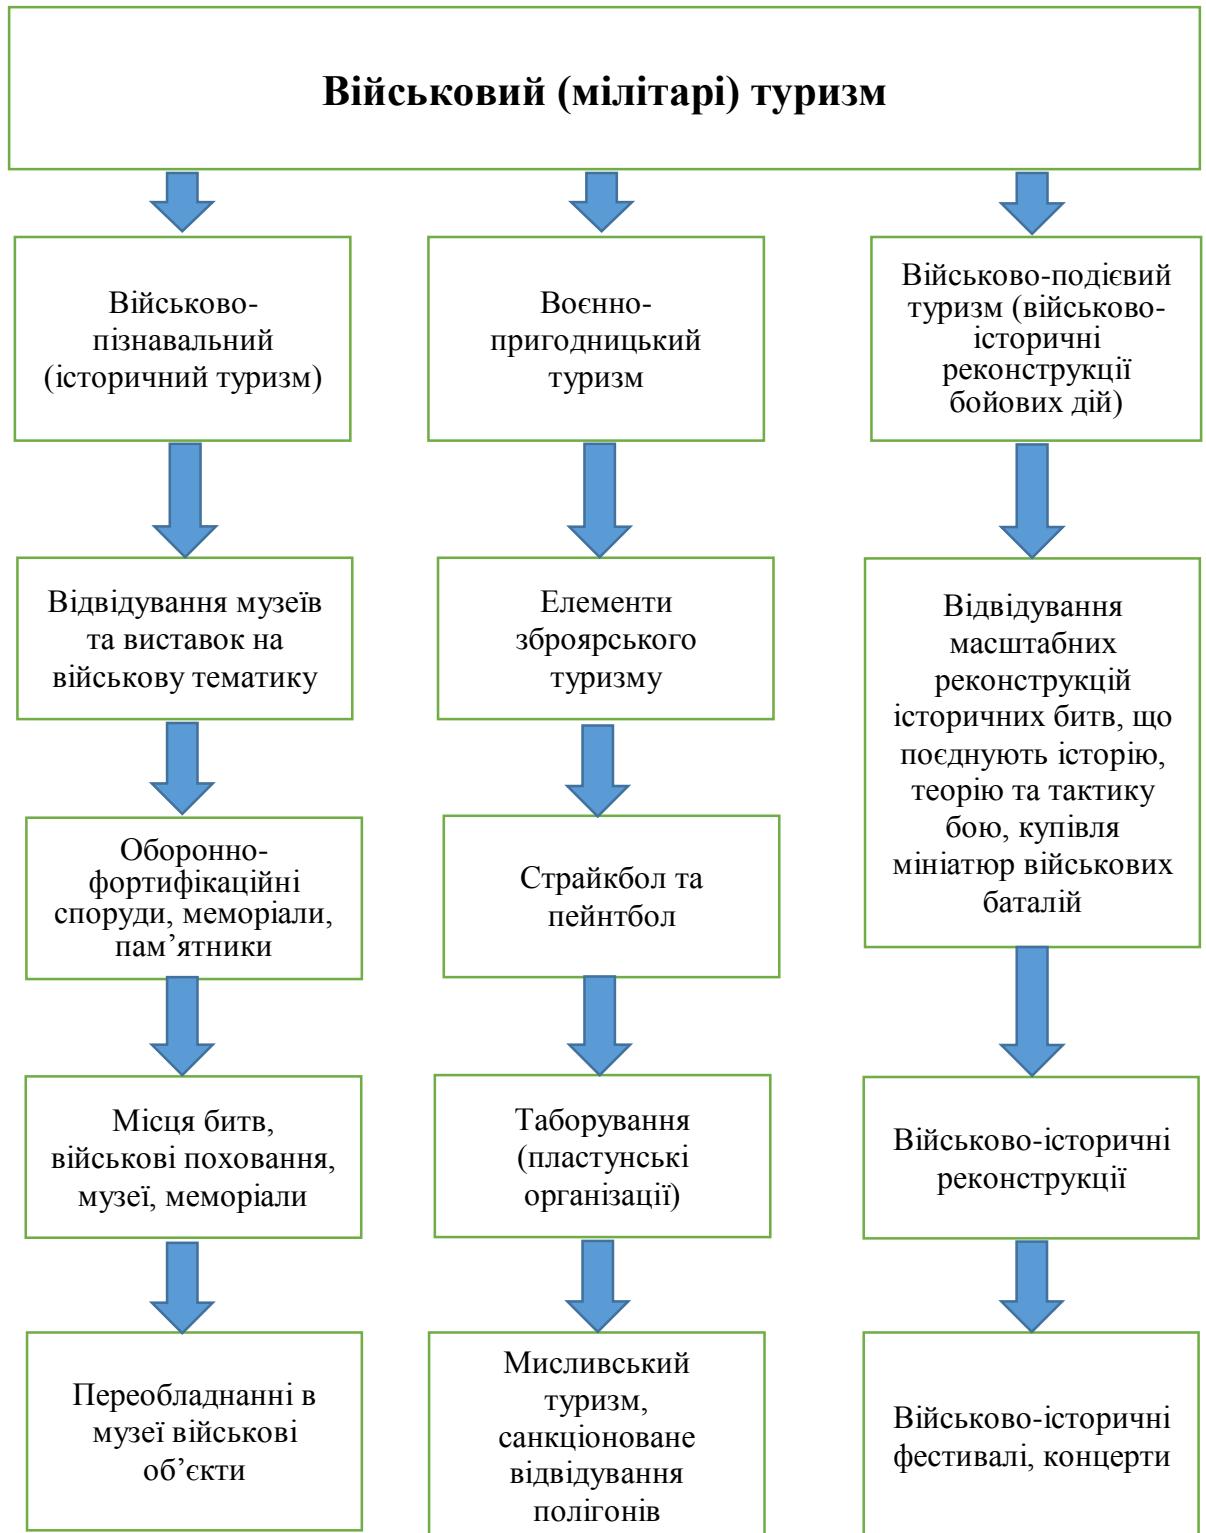 Військовий (мілітарі) туризм
Військово-
пізнавальний
(історичний туризм)
Воєнно-
пригодницький
туризм
Військово-подієвий
туризм (військово-
історичні
реконструкції
бойових дій)
Відвідування музеїв
та виставок на
військову тематику
Елементи
зброярського
туризму
Відвідування
масштабних
реконструкцій
історичних битв, що
поєднують історію,
теорію та тактику
бою, купівля
мініатюр військових
баталій
Оборонно-
фортифікаційні
споруди, меморіали,
пам’ятники
Страйкбол та
пейнтбол
Місця битв,
військові поховання,
музеї, меморіали
Таборування
(пластунські
організації)
Військово-історичні
реконструкції
Переобладнанні в
музеї військові
об’єкти
Мисливський
туризм,
санкціоноване
відвідування
полігонів
Військово-історичні
фестивалі, концерти